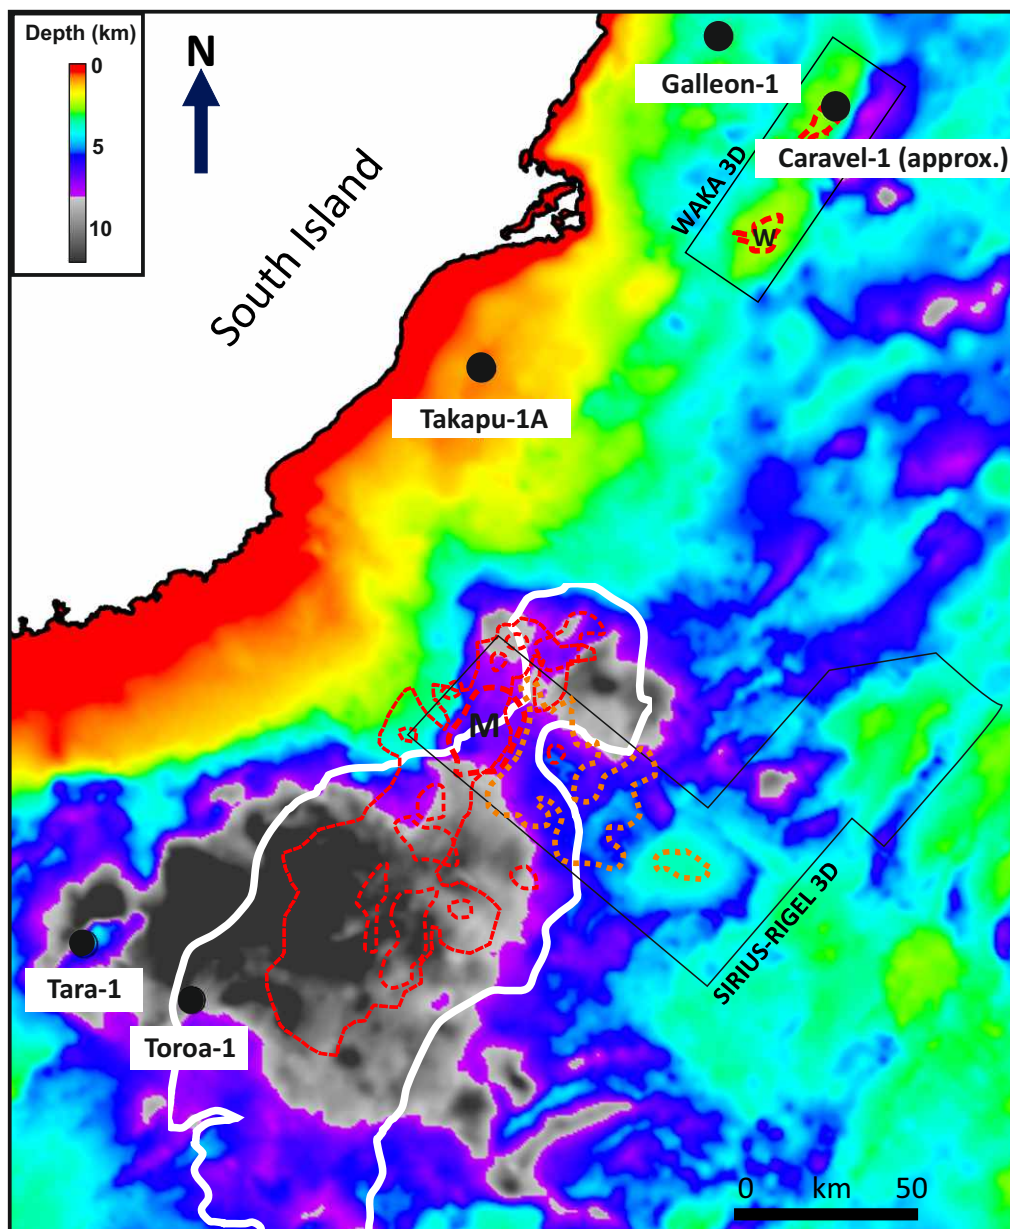 Depth (km)
0
5
10
N
South Island
Galleon-1
Caravel-1 (approx.)
WAKA 3D
W
Takapu-1A
M
SIRIUS-RIGEL 3D
Tara-1
Toroa-1
0 km 50